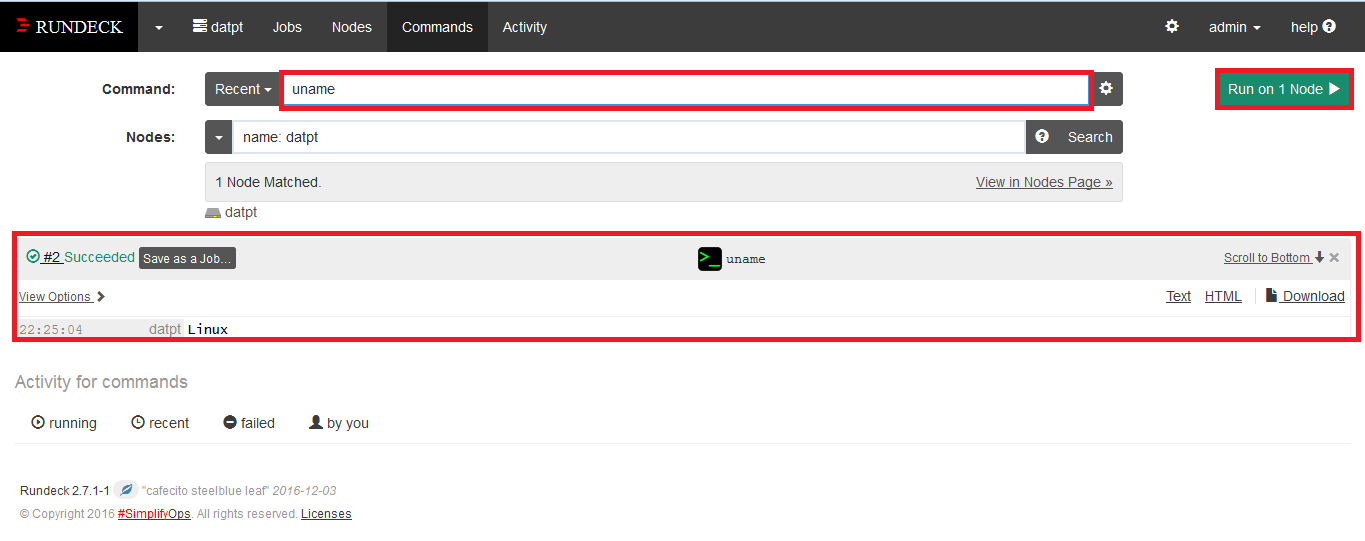 RUNDECK datpt Jobs Nodes Commands Activity admin help
Command: Recent uname Run on 1 Node
Nodes: name: datpt Search
1 Node Matched. View in Nodes Page »
datpt
#2 Succeeded Save as a Job... >_ uname Scroll to Bottom
View Options Text HTML Download
22:25:04 datpt Linux
Activity for commands
running recent failed by you
Rundeck 2.7.1-1 "cafecito steelblue leaf" 2016-12-03
© Copyright 2016 #SimplifyOps. All rights reserved. Licenses